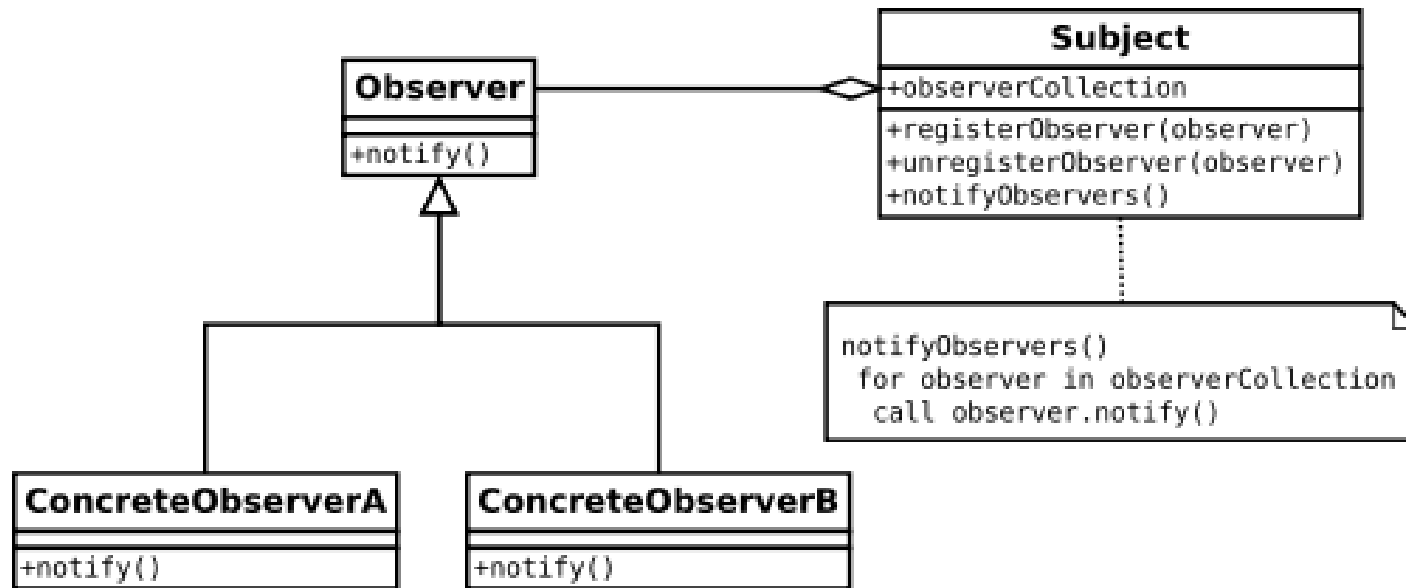 Subject
+observerCollection
+registerObserver(observer)
+unregisterObserver(observer)
+notifyObservers()
Observer
+notify()
notifyObservers()
for observer in observerCollection
call observer.notify()
ConcreteObserverA
+notify()
ConcreteObserverB
+notify()